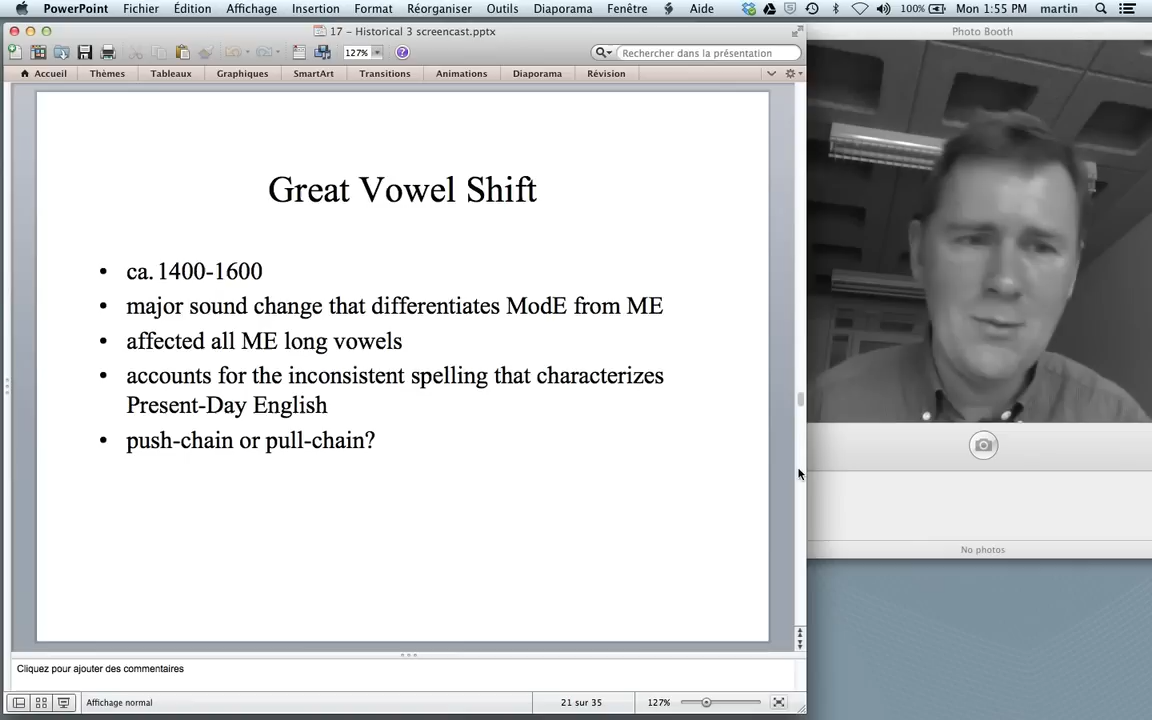 PowerPoint Fichier Édition Affichage Insertion Format Réorganiser Outils Diaporama Fenêtre Aide 100% Mon 1:55 PM martin
17 – Historical 3 screencast.pptx
Photo Booth
127% Rechercher dans la présentation
Accueil Thèmes Tableaux Graphiques SmartArt Transitions Animations Diaporama Révision
Great Vowel Shift
• ca. 1400-1600
• major sound change that differentiates ModE from ME
• affected all ME long vowels
• accounts for the inconsistent spelling that characterizes
Present-Day English
• push-chain or pull-chain?
No photos
Cliquez pour ajouter des commentaires
Affichage normal 21 sur 35 127%